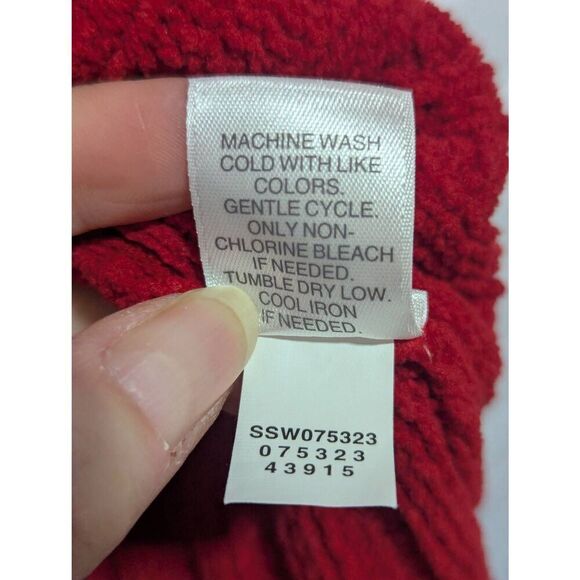 MACHINE WASH
COLD WITH LIKE
COLORS.
GENTLE CYCLE.
ONLY NON-
CHLORINE BLEACH
IF NEEDED.
TUMBLE DRY LOW.
COOL IRON
IF NEEDED.
SSW075323
075323
43915